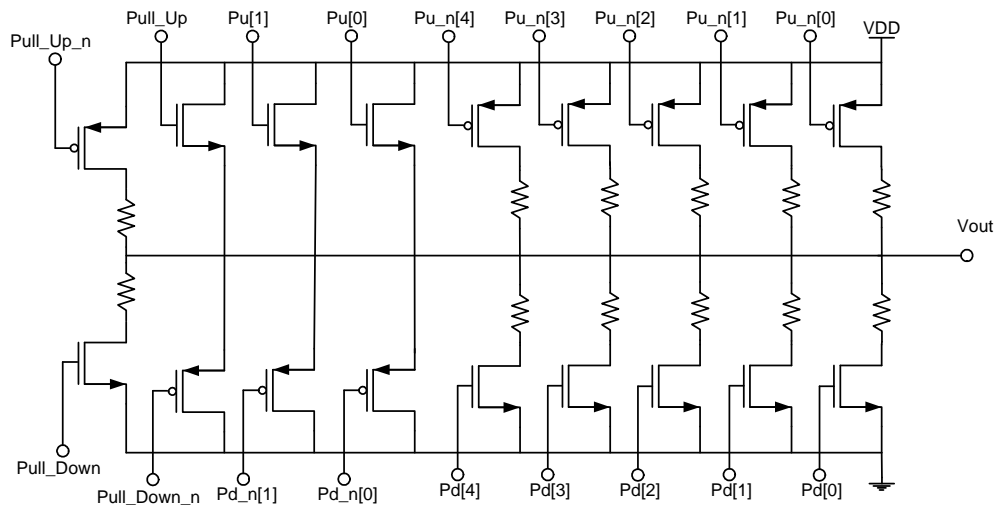 Pull_Up_n
Pull_Up
Pu[1]
Pu[0]
Pu_n[4]
Pu_n[3]
Pu_n[2]
Pu_n[1]
Pu_n[0]
VDD
Vout
Pull_Down
Pull_Down_n
Pd_n[1]
Pd_n[0]
Pd[4]
Pd[3]
Pd[2]
Pd[1]
Pd[0]